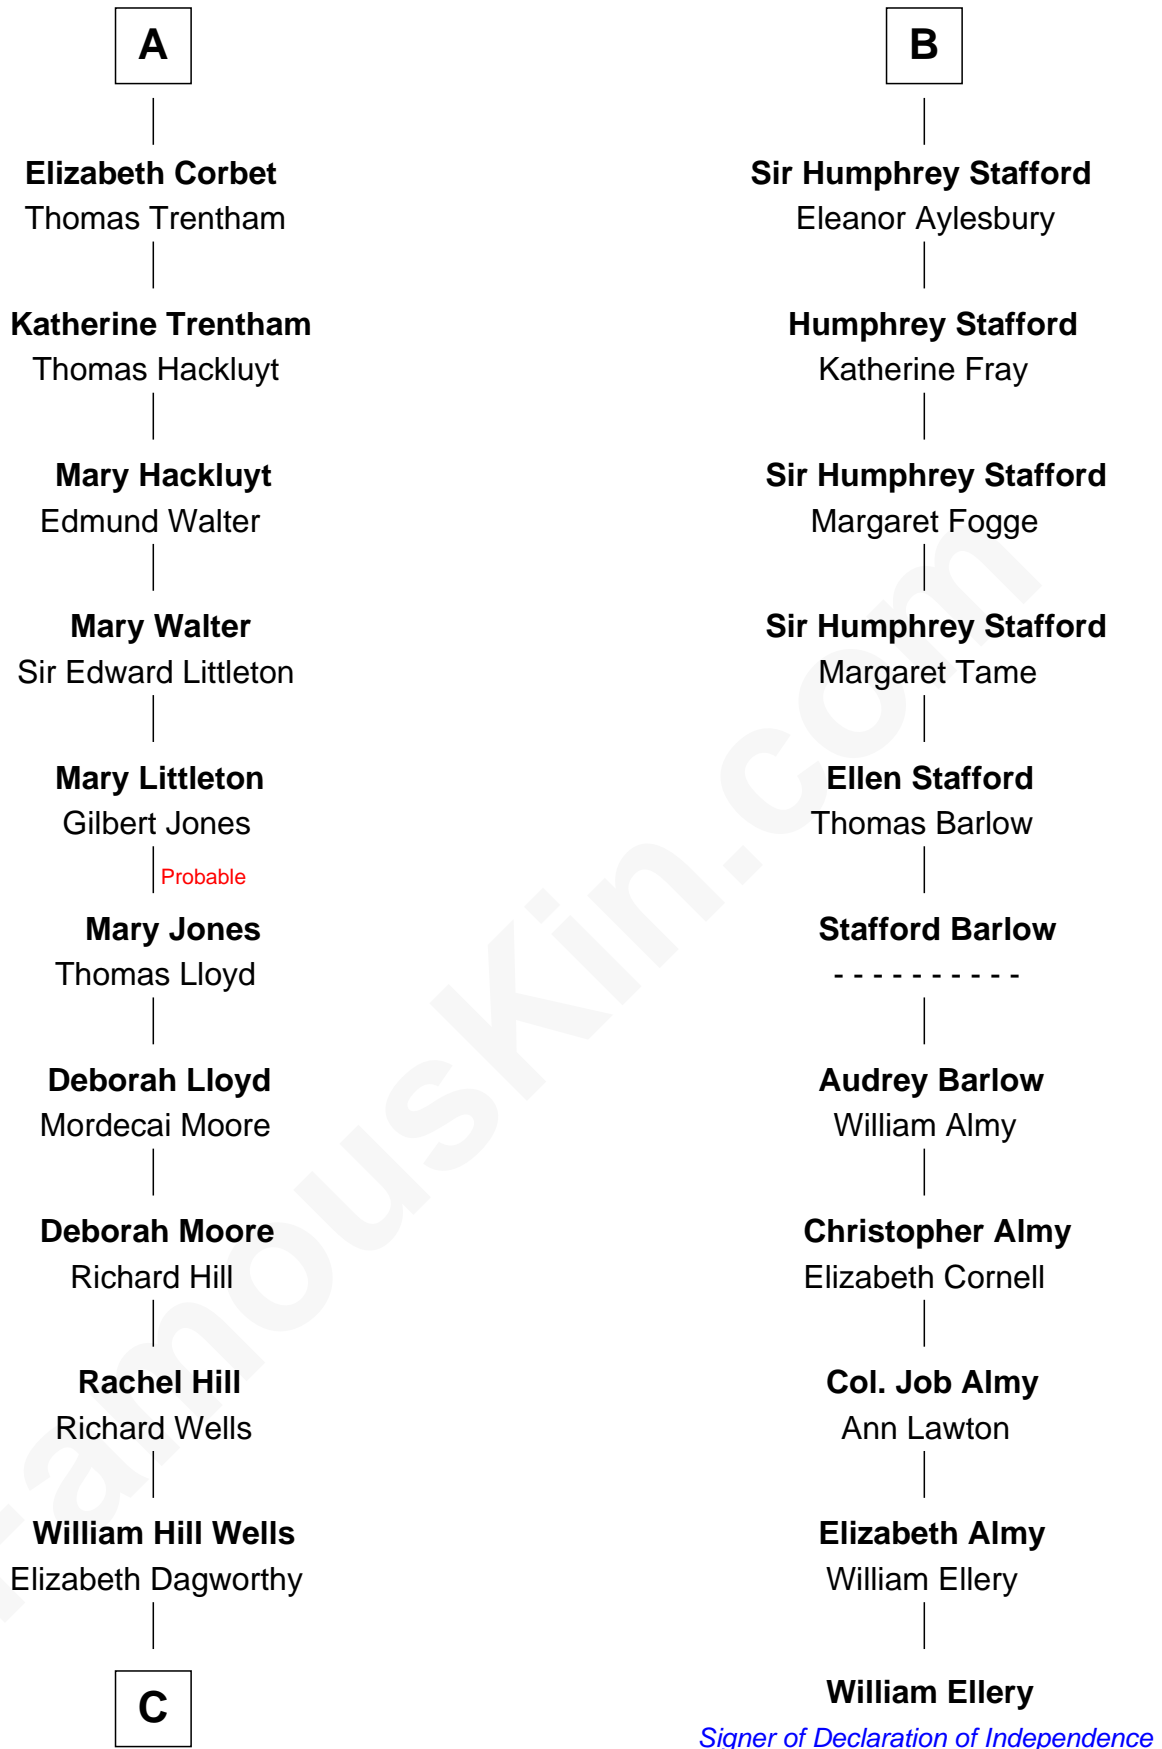 A
Elizabeth Corbet
Thomas Trentham
Katherine Trentham
Thomas Hackluyt
Mary Hackluyt
Edmund Walter
Mary Walter
Sir Edward Littleton
Mary Littleton
Gilbert Jones
Probable
Mary Jones
Thomas Lloyd
Deborah Lloyd
Mordecai Moore
Deborah Moore
Richard Hill
Rachel Hill
Richard Wells
William Hill Wells
Elizabeth Dagworthy
C
B
Sir Humphrey Stafford
Eleanor Aylesbury
Humphrey Stafford
Katherine Fray
Sir Humphrey Stafford
Margaret Fogge
Sir Humphrey Stafford
Margaret Tame
Ellen Stafford
Thomas Barlow
Stafford Barlow
- - - - - - - - - -
Audrey Barlow
William Almy
Christopher Almy
Elizabeth Cornell
Col. Job Almy
Ann Lawton
Elizabeth Almy
William Ellery
William Ellery
Signer of Declaration of Independence
FamousKin.com